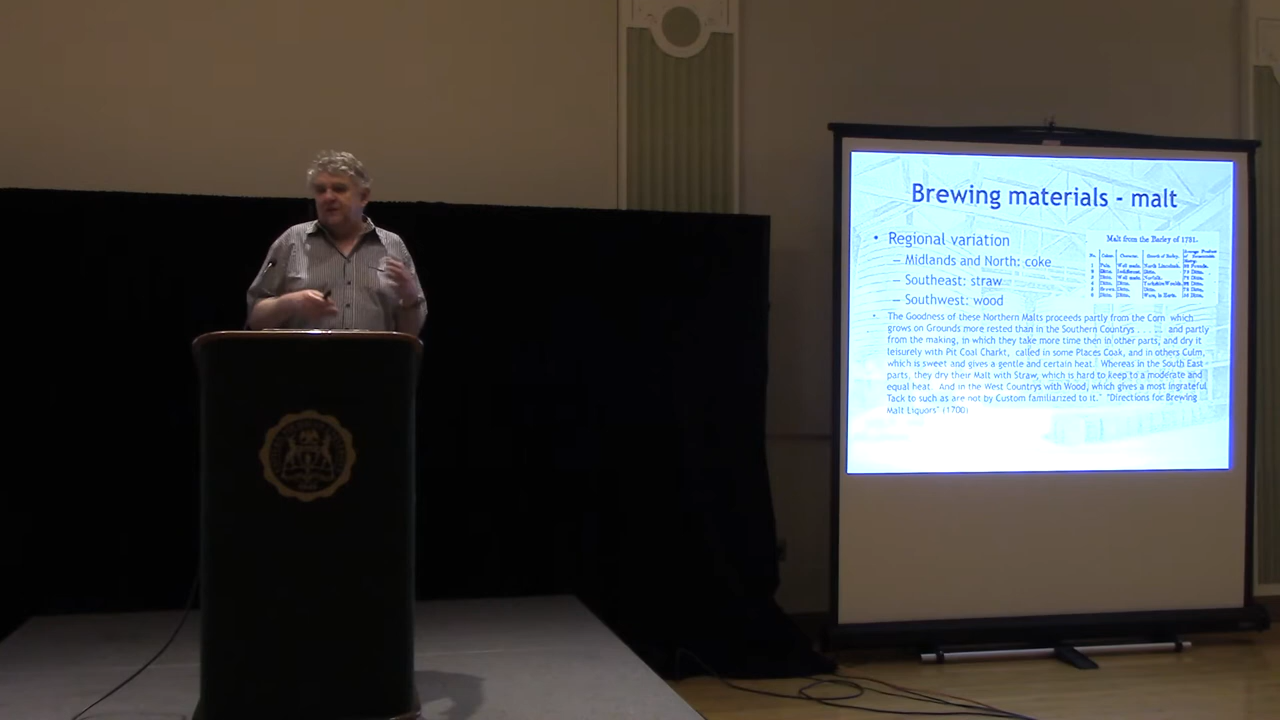 Brewing materials - malt
• Regional variation
– Midlands and North: coke
– Southeast: straw
– Southwest: wood
Malt from the Barley of 1781.
• The Goodness of these Northern Malts proceeds partly from the Corn which
grows on Grounds more rested than in the Southern Countrys . . . . . and partly
from the making, in which they take more time then in other parts, and dry it
leisurely with Pit Coal Charkt, called in some Places Coak, and in others Culm,
which is sweet and gives a gentle and certain heat. Whereas in the South East
parts, they dry their Malt with Straw, which is hard to keep to a moderate and
equal heat. And in the West Countrys with Wood, which gives a most ingrateful
Tack to such as are not by Custom familiarized to it." "Directions for Brewing
Malt Liquors" (1700)